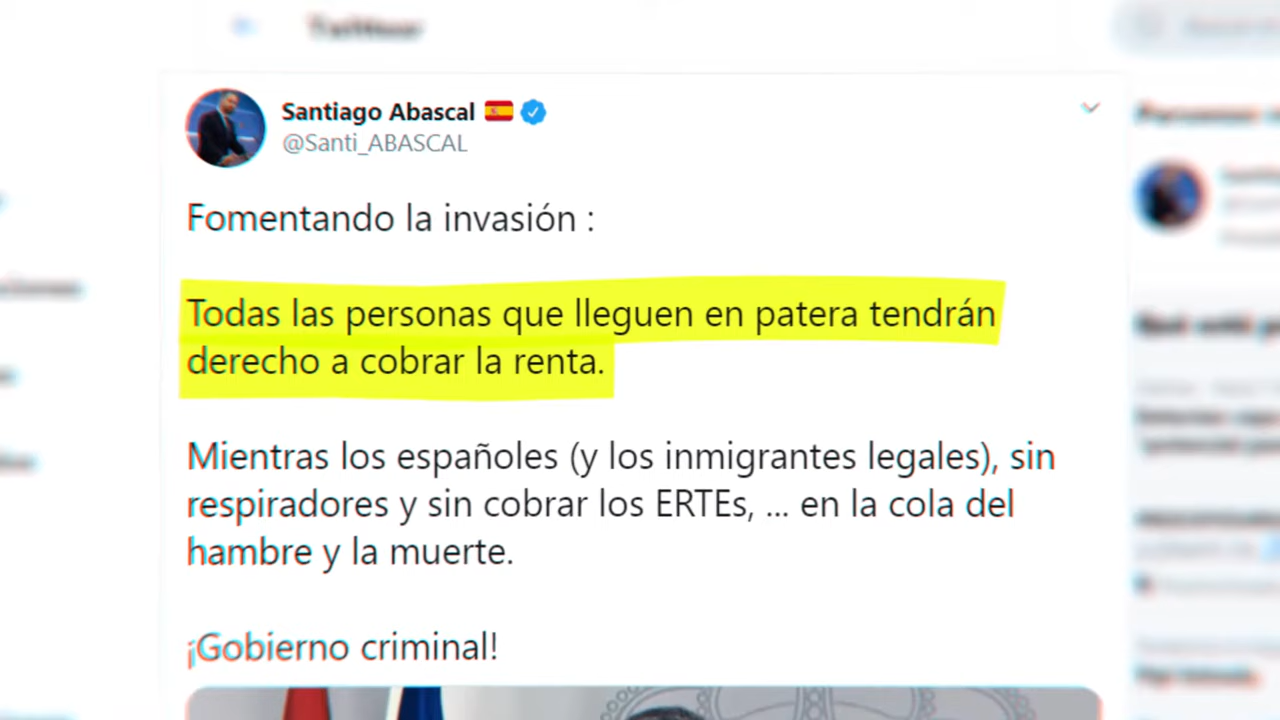 Santiago Abascal
@Santi_ABASCAL
Fomentando la invasión :
Todas las personas que lleguen en patera tendrán
derecho a cobrar la renta.
Mientras los españoles (y los inmigrantes legales), sin
respiradores y sin cobrar los ERTEs, ... en la cola del
hambre y la muerte.
¡Gobierno criminal!